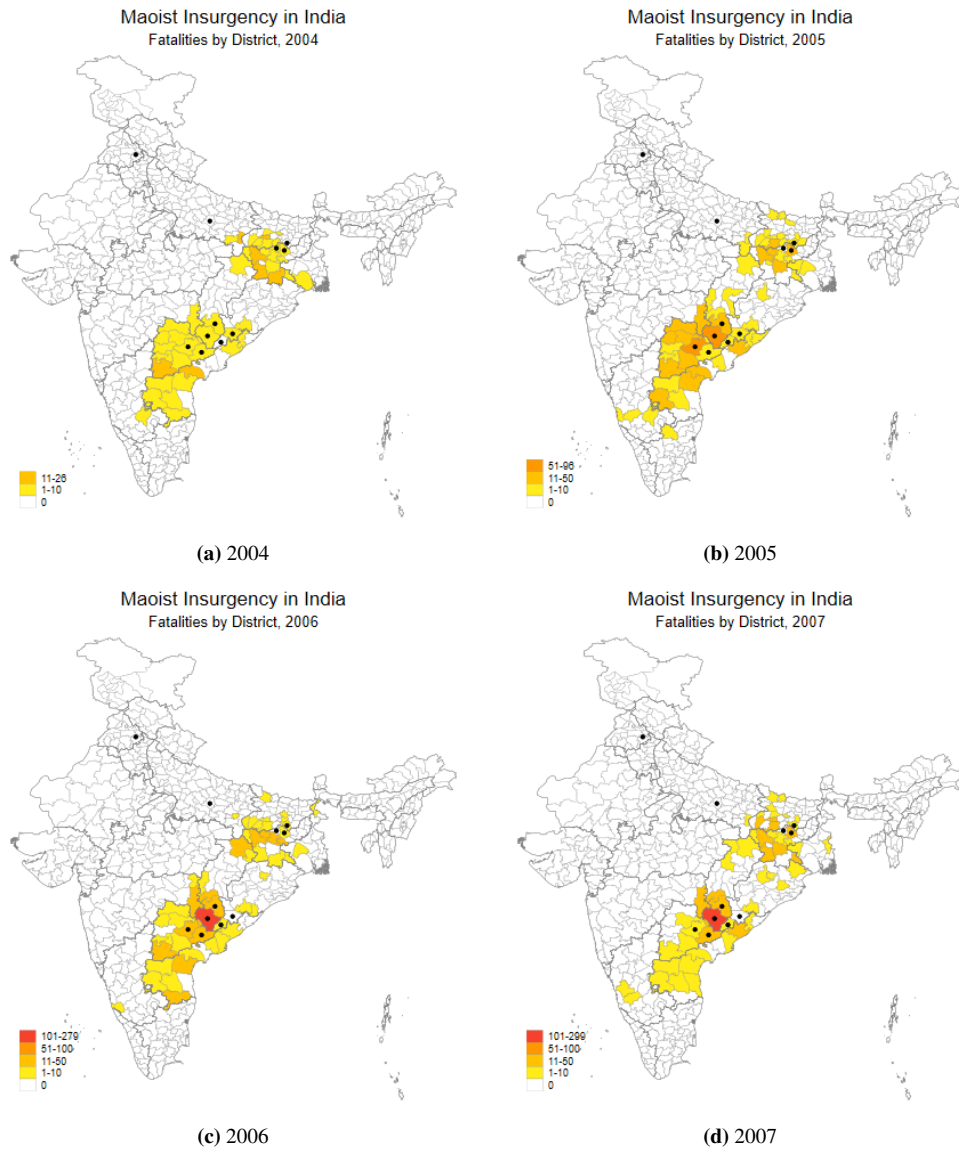 Maoist Insurgency in India
Fatalities by District, 2004
11-26
1-10
0
(a) 2004
Maoist Insurgency in India
Fatalities by District, 2005
51-96
11-50
1-10
0
(b) 2005
Maoist Insurgency in India
Fatalities by District, 2006
101-279
51-100
11-50
1-10
0
(c) 2006
Maoist Insurgency in India
Fatalities by District, 2007
101-299
51-100
11-50
1-10
0
(d) 2007